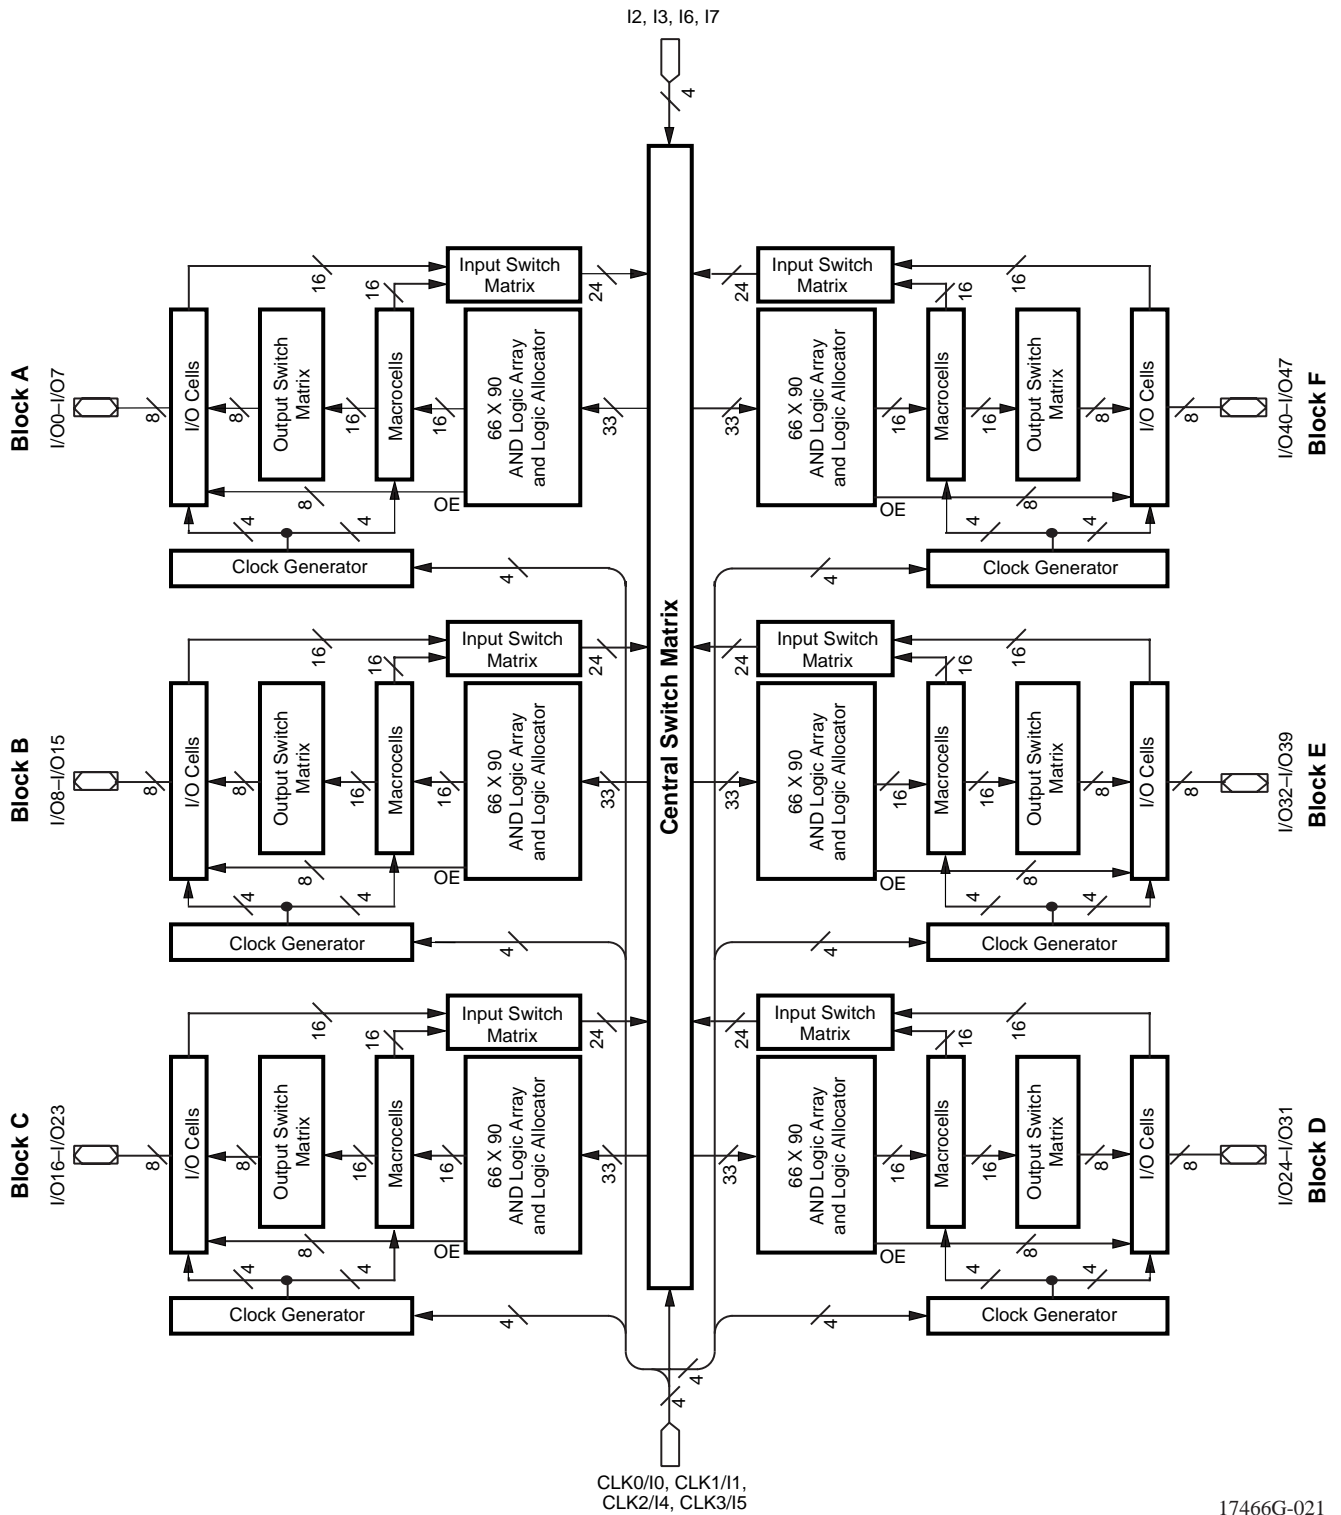 I2, I3, I6, I7
4
Central Switch Matrix
Block A
I/O0–I/O7
8
I/O Cells
8
Output Switch
Matrix
16
Macrocells
16
66 X 90
AND Logic Array
and Logic Allocator
33
16
16
Input Switch
Matrix
24
OE
8
4
4
Clock Generator
4
Block F
I/O40–I/O47
8
I/O Cells
8
Output Switch
Matrix
16
Macrocells
16
66 X 90
AND Logic Array
and Logic Allocator
33
16
16
Input Switch
Matrix
24
OE
8
4
4
Clock Generator
4
Block B
I/O8–I/O15
8
I/O Cells
8
Output Switch
Matrix
16
Macrocells
16
66 X 90
AND Logic Array
and Logic Allocator
33
16
16
Input Switch
Matrix
24
OE
8
4
4
Clock Generator
4
Block E
I/O32–I/O39
8
I/O Cells
8
Output Switch
Matrix
16
Macrocells
16
66 X 90
AND Logic Array
and Logic Allocator
33
16
16
Input Switch
Matrix
24
OE
8
4
4
Clock Generator
4
Block C
I/O16–I/O23
8
I/O Cells
8
Output Switch
Matrix
16
Macrocells
16
66 X 90
AND Logic Array
and Logic Allocator
33
16
16
Input Switch
Matrix
24
OE
8
4
4
Clock Generator
4
Block D
I/O24–I/O31
8
I/O Cells
8
Output Switch
Matrix
16
Macrocells
16
66 X 90
AND Logic Array
and Logic Allocator
33
16
16
Input Switch
Matrix
24
OE
8
4
4
Clock Generator
4
4
4
CLK0/I0, CLK1/I1,
CLK2/I4, CLK3/I5
17466G-021